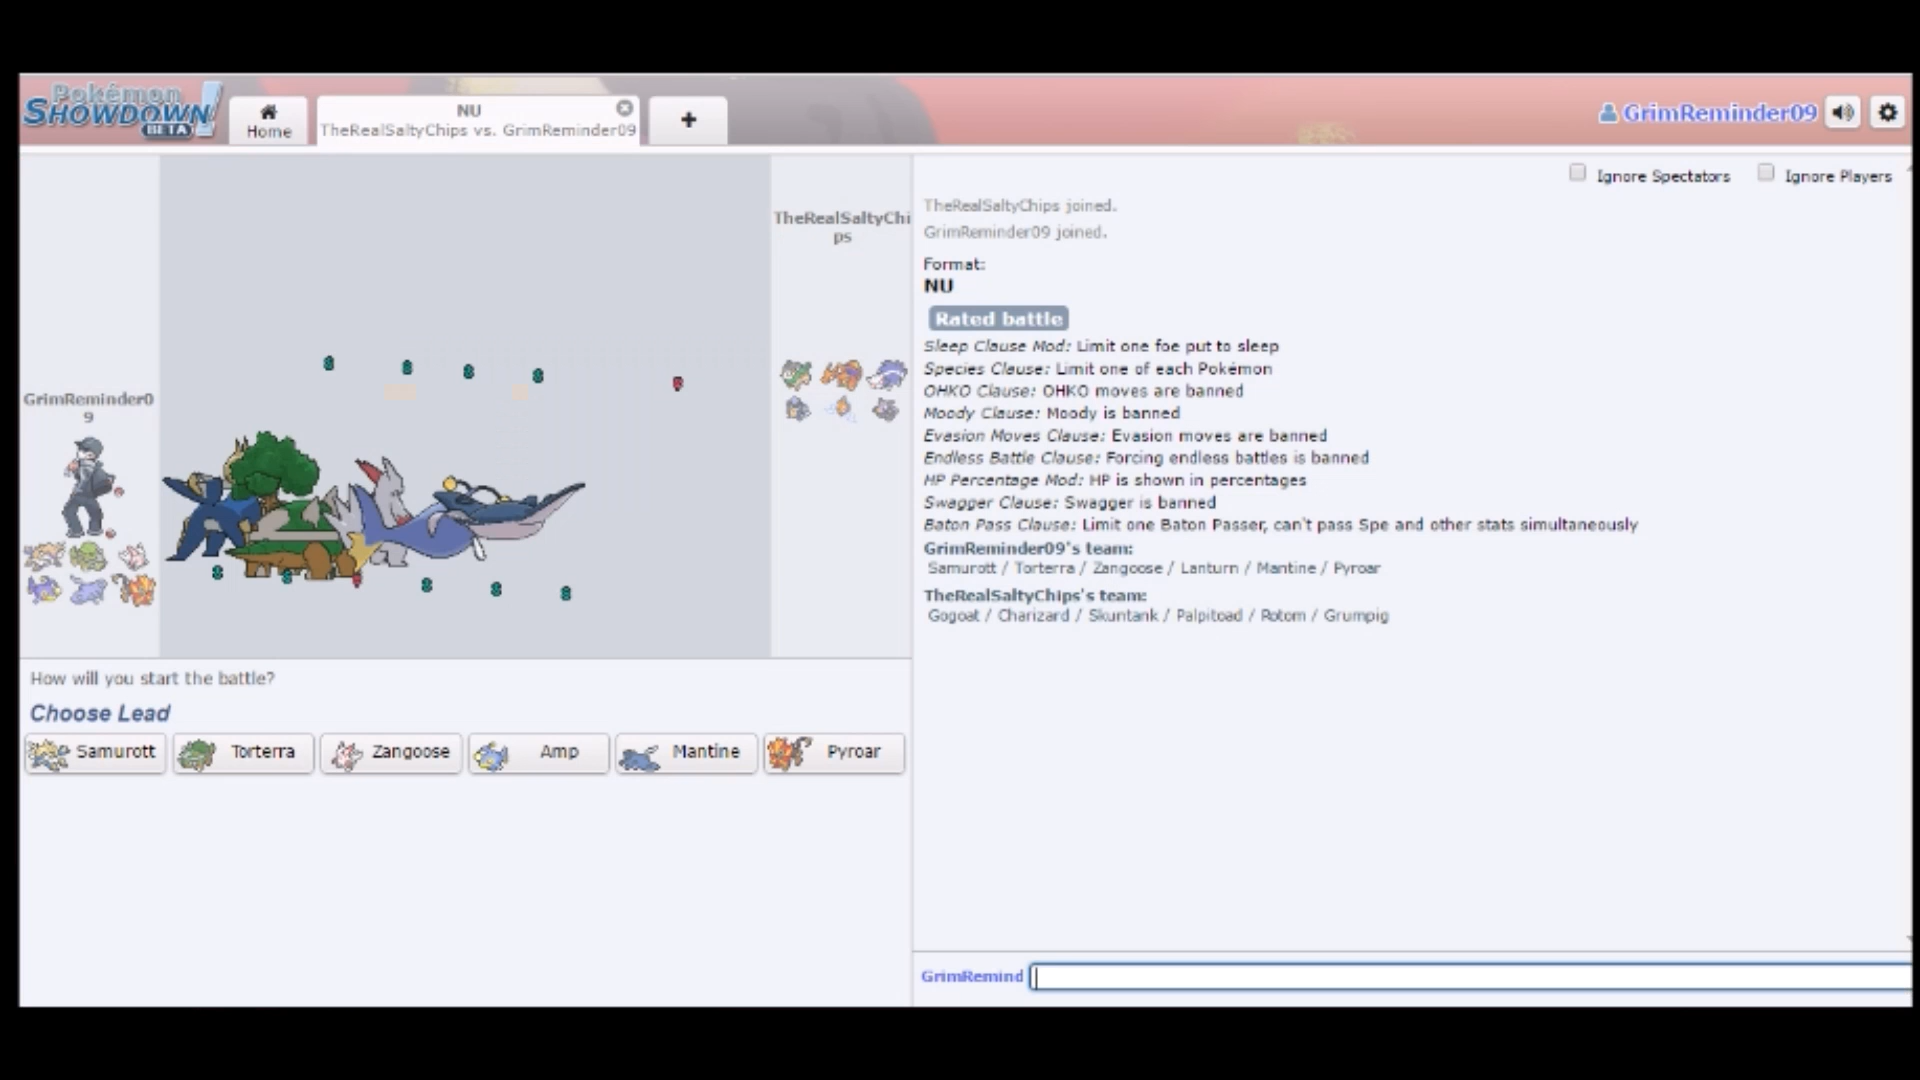 Pokémon
SHOWDOWN!
BETA
Home
NU
TheRealSaltyChips vs. GrimReminder09
+
GrimReminder09
Ignore Spectators
Ignore Players
GrimReminder0
9
TheRealSaltyChi
ps
TheRealSaltyChips joined.
GrimReminder09 joined.
Format:
NU
Rated battle
Sleep Clause Mod: Limit one foe put to sleep
Species Clause: Limit one of each Pokémon
OHKO Clause: OHKO moves are banned
Moody Clause: Moody is banned
Evasion Moves Clause: Evasion moves are banned
Endless Battle Clause: Forcing endless battles is banned
HP Percentage Mod: HP is shown in percentages
Swagger Clause: Swagger is banned
Baton Pass Clause: Limit one Baton Passer, can't pass Spe and other stats simultaneously
GrimReminder09's team:
Samurott / Torterra / Zangoose / Lanturn / Mantine / Pyroar
TheRealSaltyChips's team:
Gogoat / Charizard / Skuntank / Palpitoad / Rotom / Grumpig
How will you start the battle?
Choose Lead
Samurott
Torterra
Zangoose
Amp
Mantine
Pyroar
GrimRemind